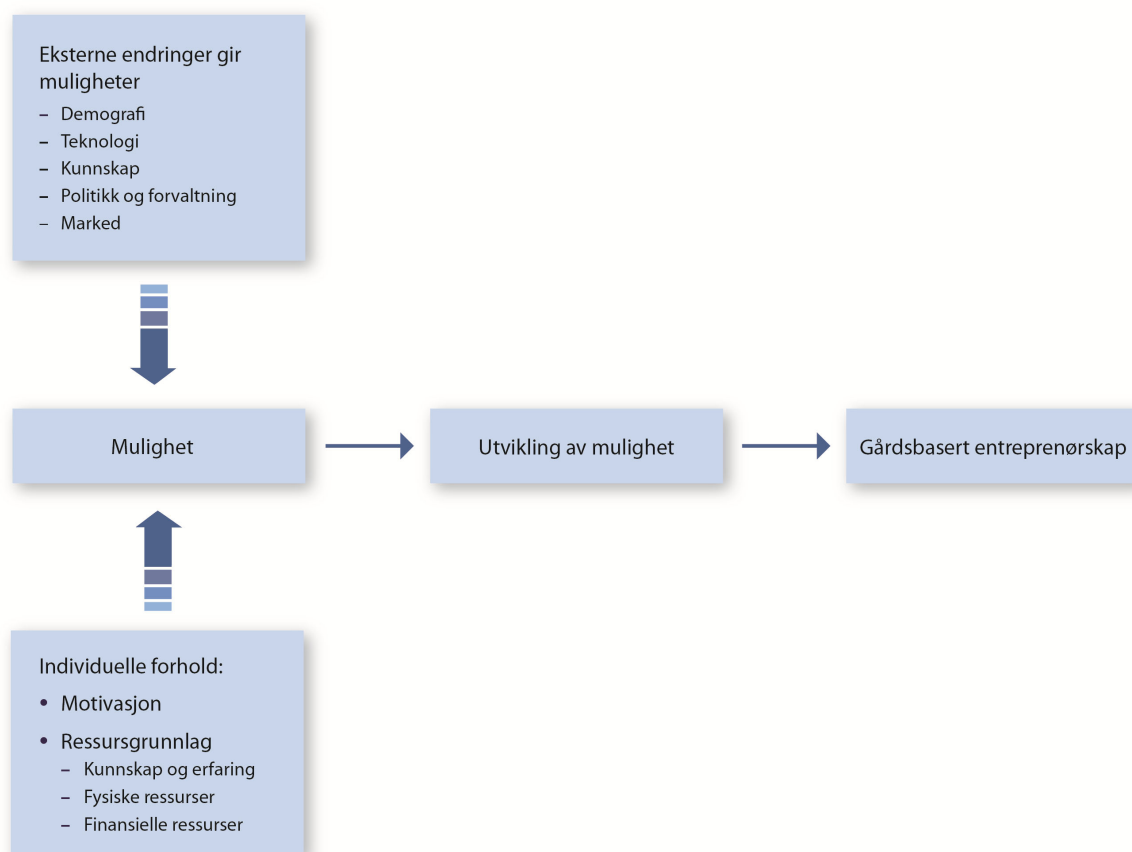 Eksterne endringer gir
muligheter
– Demografi
– Teknologi
– Kunnskap
– Politikk og forvaltning
– Marked
Mulighet
Utvikling av mulighet
Gårdsbasert entreprenørskap
Individuelle forhold:
• Motivasjon
• Ressursgrunnlag
– Kunnskap og erfaring
– Fysiske ressurser
– Finansielle ressurser